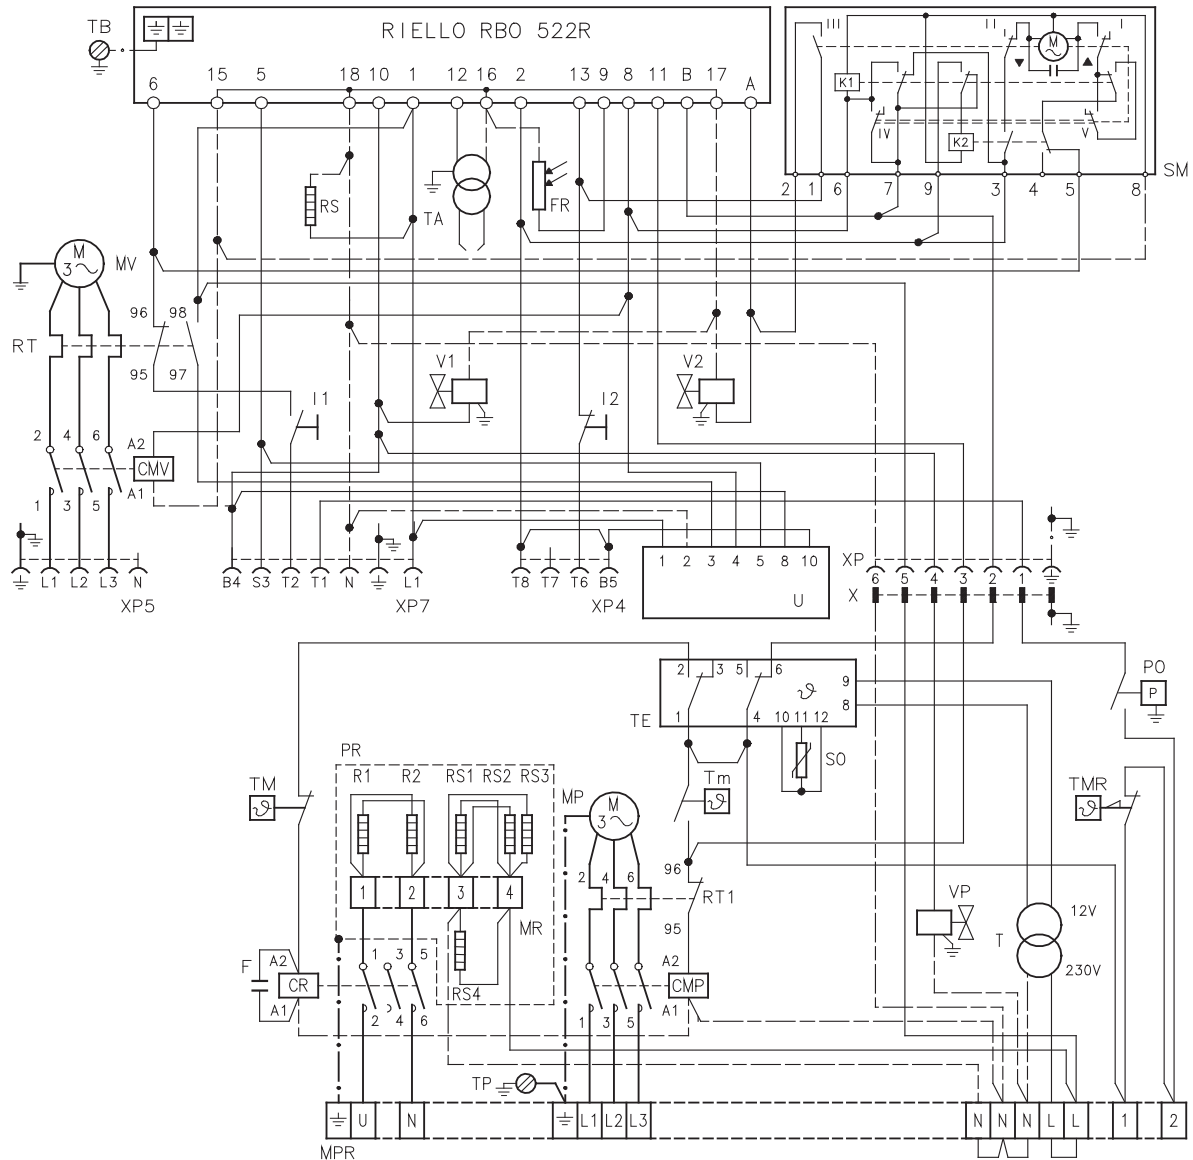 TB
RIELLO RBO 522R
6 15 5 18 10 1 12 16 2 13 9 8 11 B 17 A
III II I
M
K1
IV V
K2
SM
2 1 6 7 9 3 4 5 8
RS
TA
FR
M
3
MV
96 98
RT
95 97
V1
V2
I1
I2
2 4 6
A2
CMV
A1
1 3 5
L1 L2 L3 N
XP5
B4 S3 T2 T1 N L1
XP7
T8 T7 T6 B5
XP4
1 2 3 4 5 8 10
U
XP
6 5 4 3 2 1
X
2 3 5 6
9
8
1 4 10 11 12
TE
SO
PO
P
PR
R1 R2 RS1 RS2 RS3
TM
Tm
TMR
MP
M
3
1 2 3 4
MR
2 4 6
96
RT1
95
VP
T
12V
230V
F
A2
CR
A1
1 3 5
2 4 6
RS4
A2
CMP
A1
1 3 5
TP
U N L1 L2 L3 N N N L L 1 2
MPR